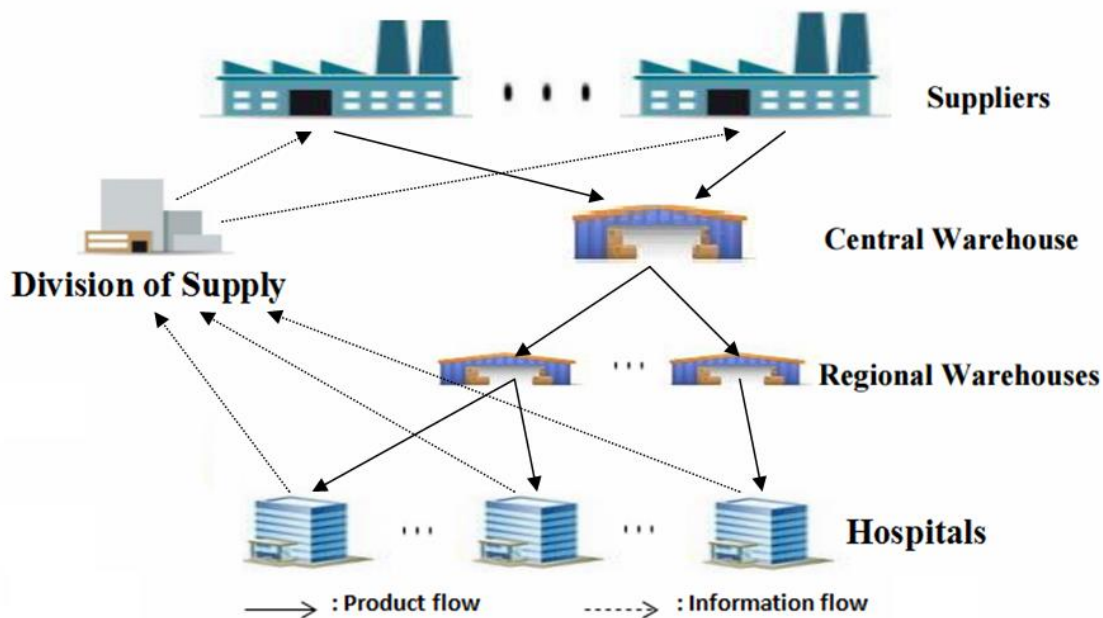 Suppliers
Central Warehouse
Division of Supply
Regional Warehouses
Hospitals
: Product flow
: Information flow